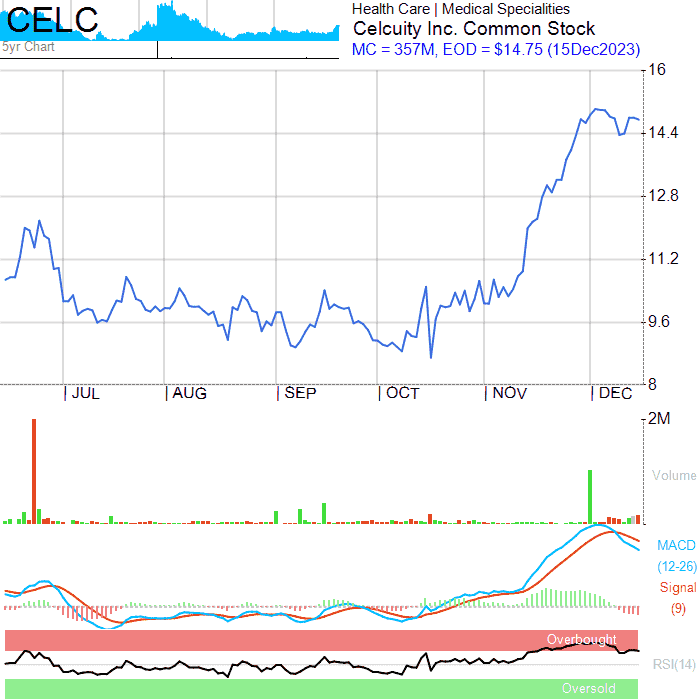 CELC
5yr Chart
Health Care | Medical Specialities
Celcuity Inc. Common Stock
MC = 357M, EOD = $14.75 (15Dec2023)
16
14.4
12.8
11.2
9.6
8
JUL AUG SEP OCT NOV DEC
2M
Volume
MACD
(12-26)
Signal
(9)
Overbought
RSI(14)
Oversold